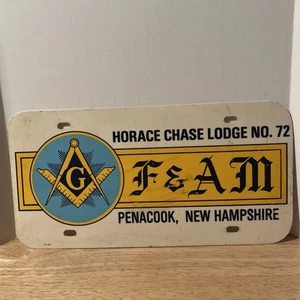 HORACE CHASE LODGE NO. 72
G
F & AM
PENACOOK, NEW HAMPSHIRE